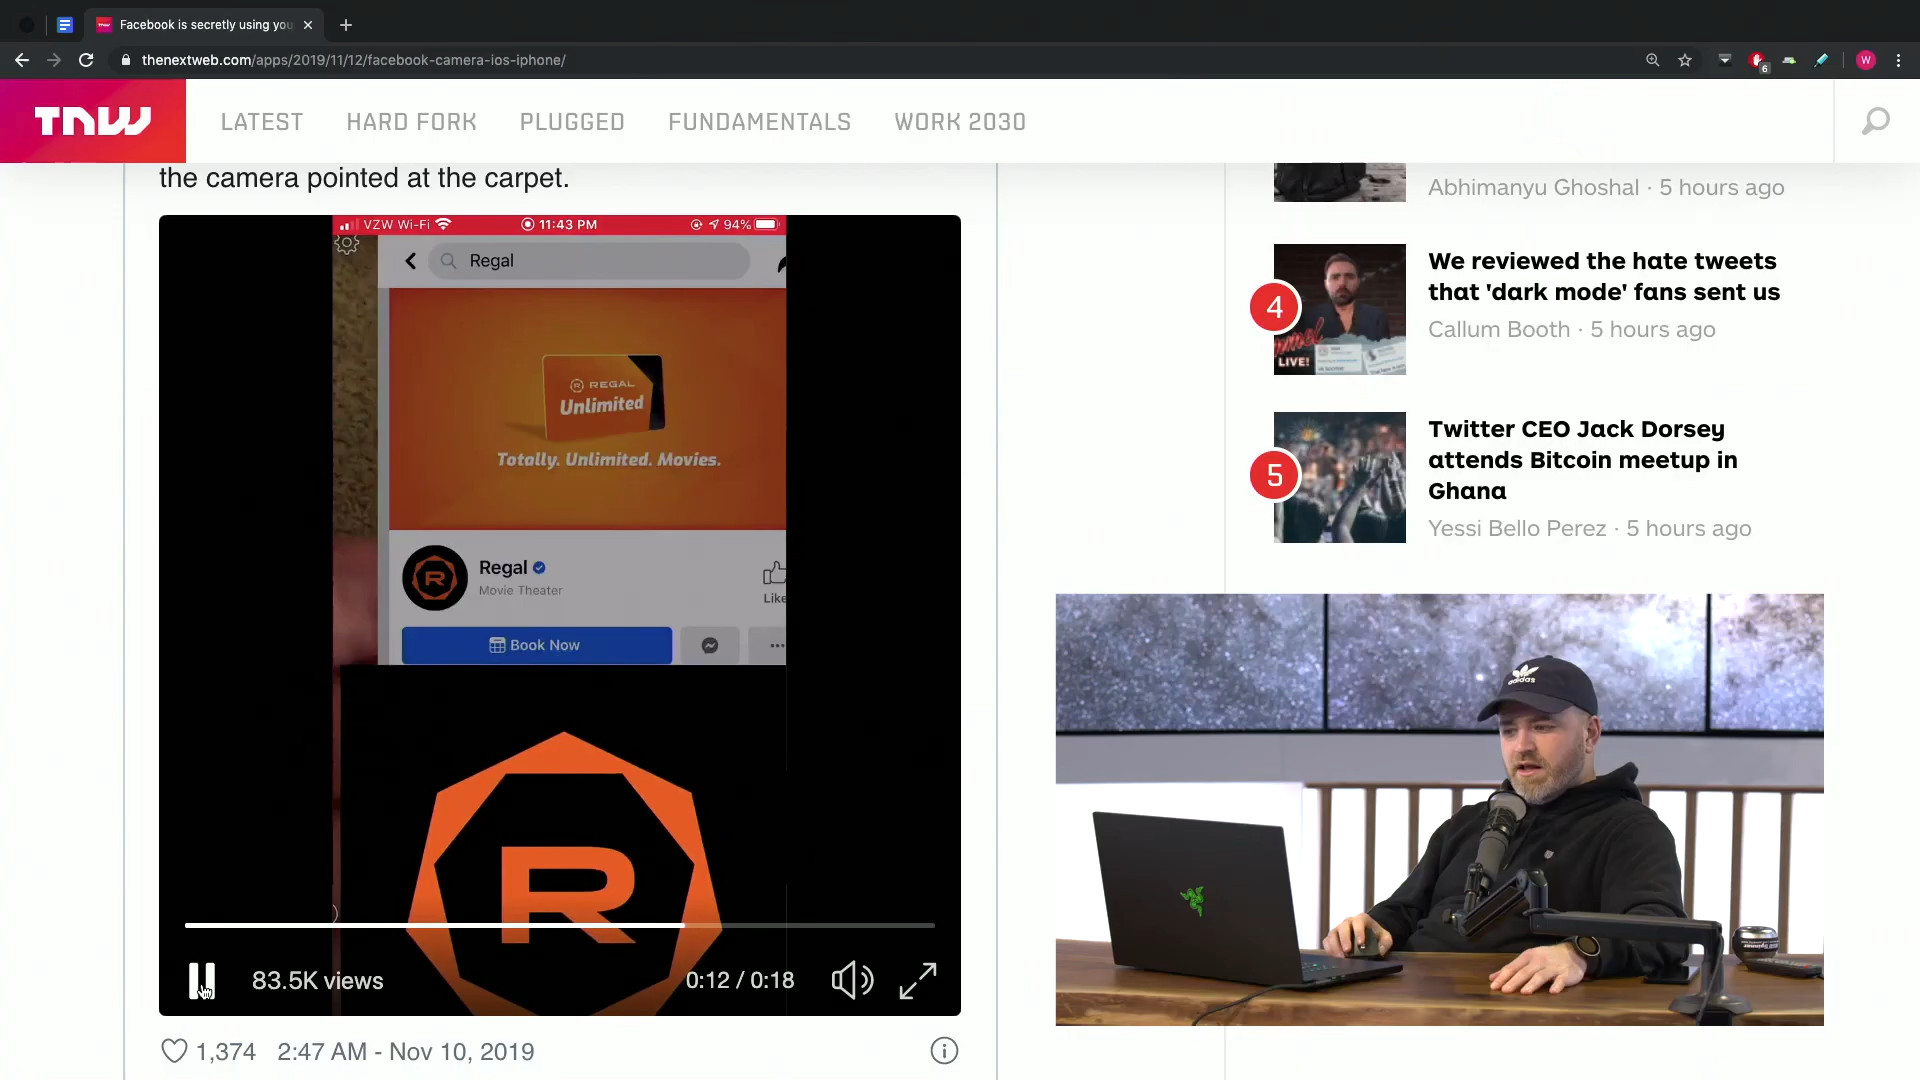 Facebook is secretly using you
thenextweb.com/apps/2019/11/12/facebook-camera-ios-iphone/
6
W
TNW
LATEST
HARD FORK
PLUGGED
FUNDAMENTALS
WORK 2030
the camera pointed at the carpet.
VZW Wi-Fi
11:43 PM
94%
Regal
REGAL
Unlimited
Totally. Unlimited. Movies.
R
Regal
Movie Theater
Like
Book Now
R
83.5K views
0:12 / 0:18
1,374
2:47 AM - Nov 10, 2019
Abhimanyu Ghoshal · 5 hours ago
4
LIVE!
We reviewed the hate tweets
that 'dark mode' fans sent us
Callum Booth · 5 hours ago
5
Twitter CEO Jack Dorsey
attends Bitcoin meetup in
Ghana
Yessi Bello Perez · 5 hours ago
adidas